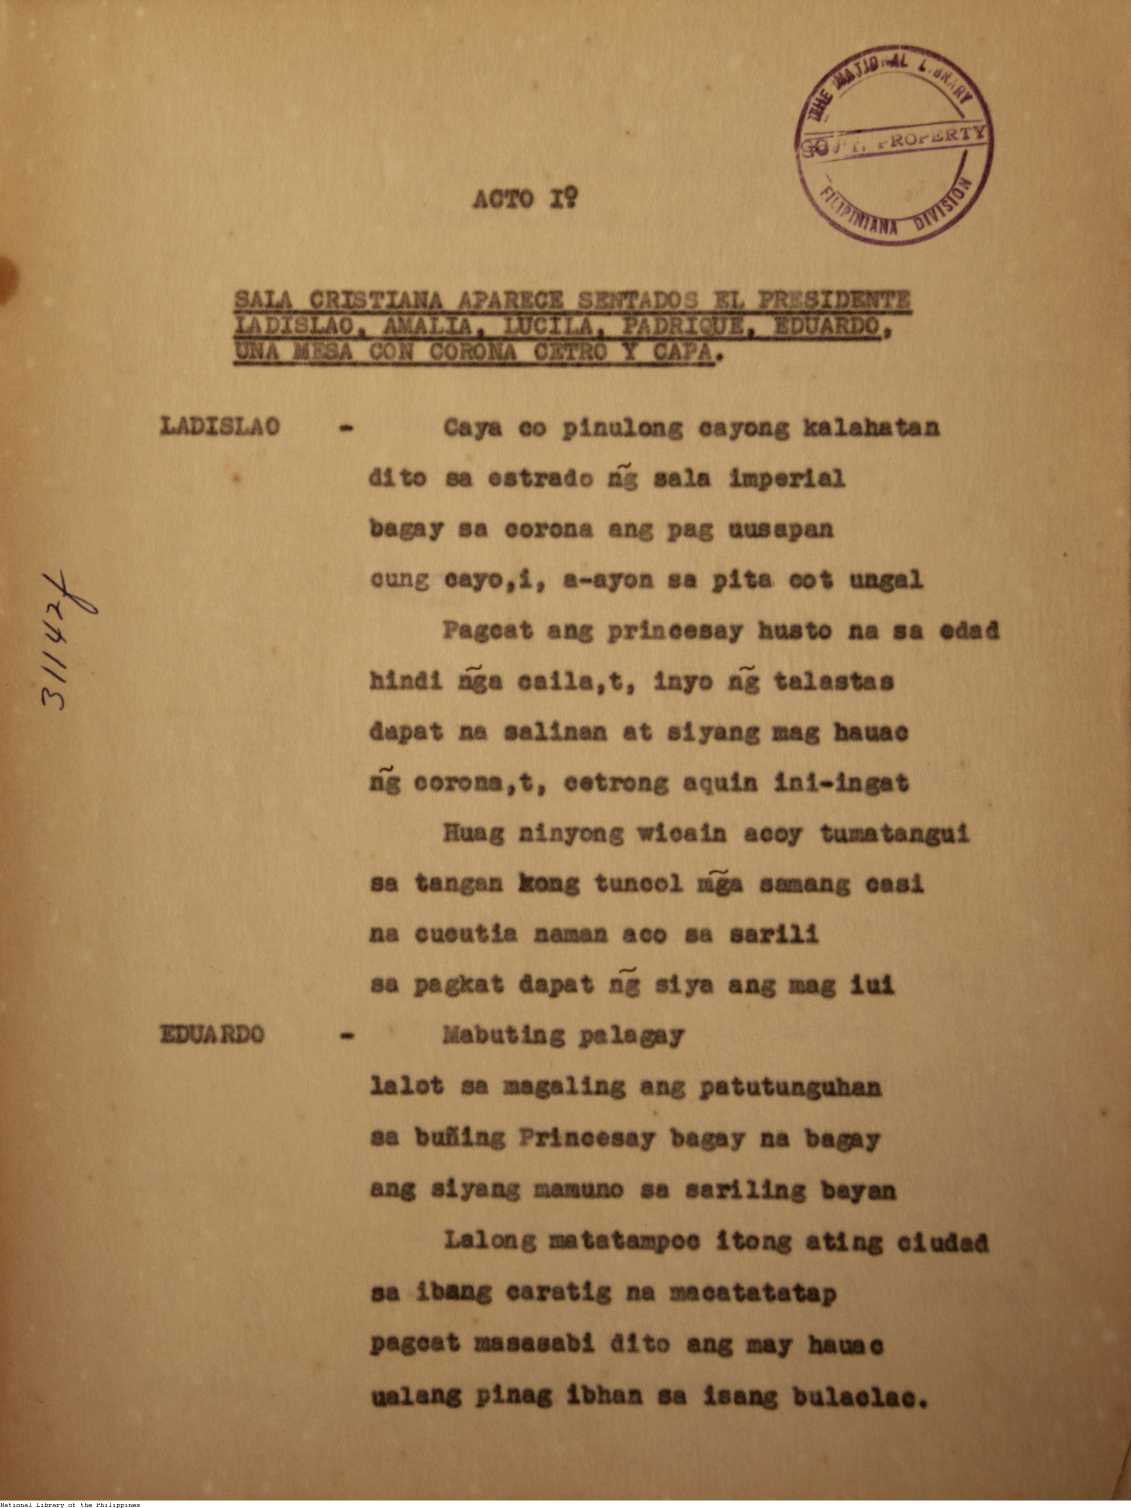 THE NATIONAL LIBRARY
GOVT. PROPERTY
FILIPINIANA DIVISION
ACTO Iº
SALA CRISTIANA APARECE SENTADOS EL PRESIDENTE
LADISLAO, AMALIA, LUCILA, PADRIQUE, EDUARDO,
UNA MESA CON CORONA CETRO Y CAPA.
LADISLAO - Caya co pinulong cayong kalahatan
dito sa estrado ng̃ sala imperial
bagay sa corona ang pag uusapan
cung cayo,i, a-ayon sa pita cot ungal
Pagcat ang princesay husto na sa edad
hindi ng̃a caila,t, inyo ng̃ talastas
dapat na salinan at siyang mag hauac
ng̃ corona,t, cetrong aquin ini-ingat
Huag ninyong wicain acoy tumatangui
sa tangan kong tuncol mg̃a samang casi
na cucutia naman aco sa sarili
sa pagkat dapat ng̃ siya ang mag iui
EDUARDO - Mabuting palagay
lalot sa magaling ang patutunguhan
sa buñing Princesay bagay na bagay
ang siyang mamuno sa sariling bayan
Lalong matatampoc itong ating ciudad
sa ibang caratig na macatatatap
pagcat masasabi dito ang may hauac
ualang pinag ibhan sa isang bulaclac.
31142f
National Library of the Philippines